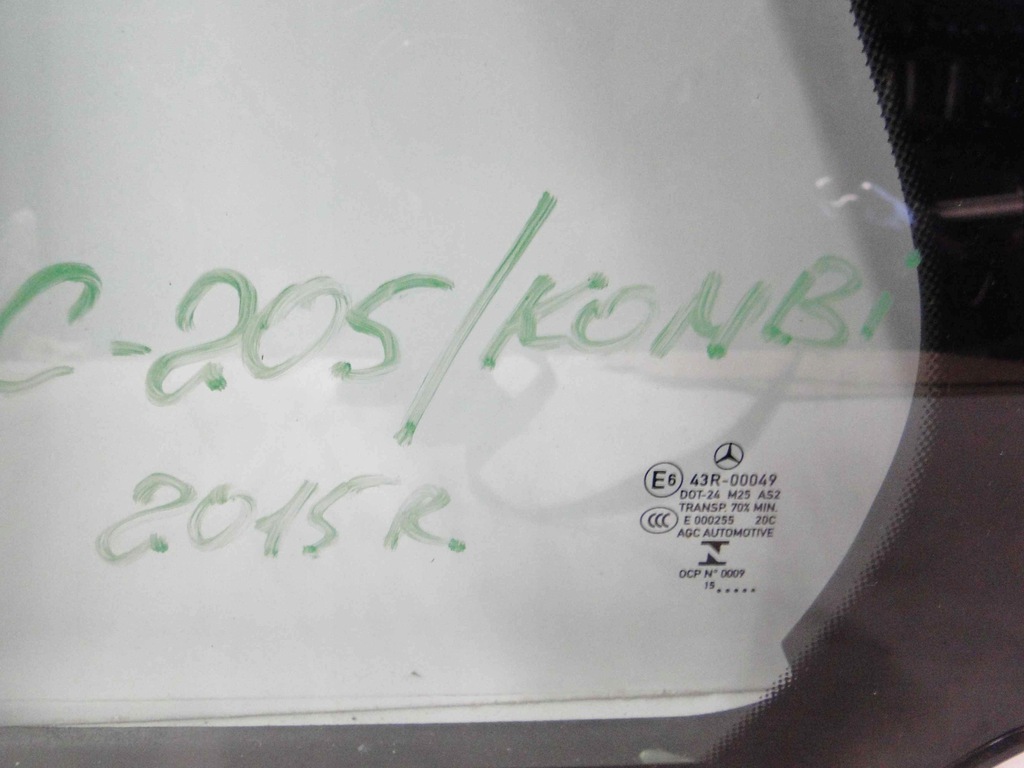 C-205/KOMBi
2015 R.
E6 43R-00049
DOT-24 M25 AS2
TRANSP. 70% MIN.
CCC E 000255 20C
AGC AUTOMOTIVE
N
OCP N° 0009
15.....